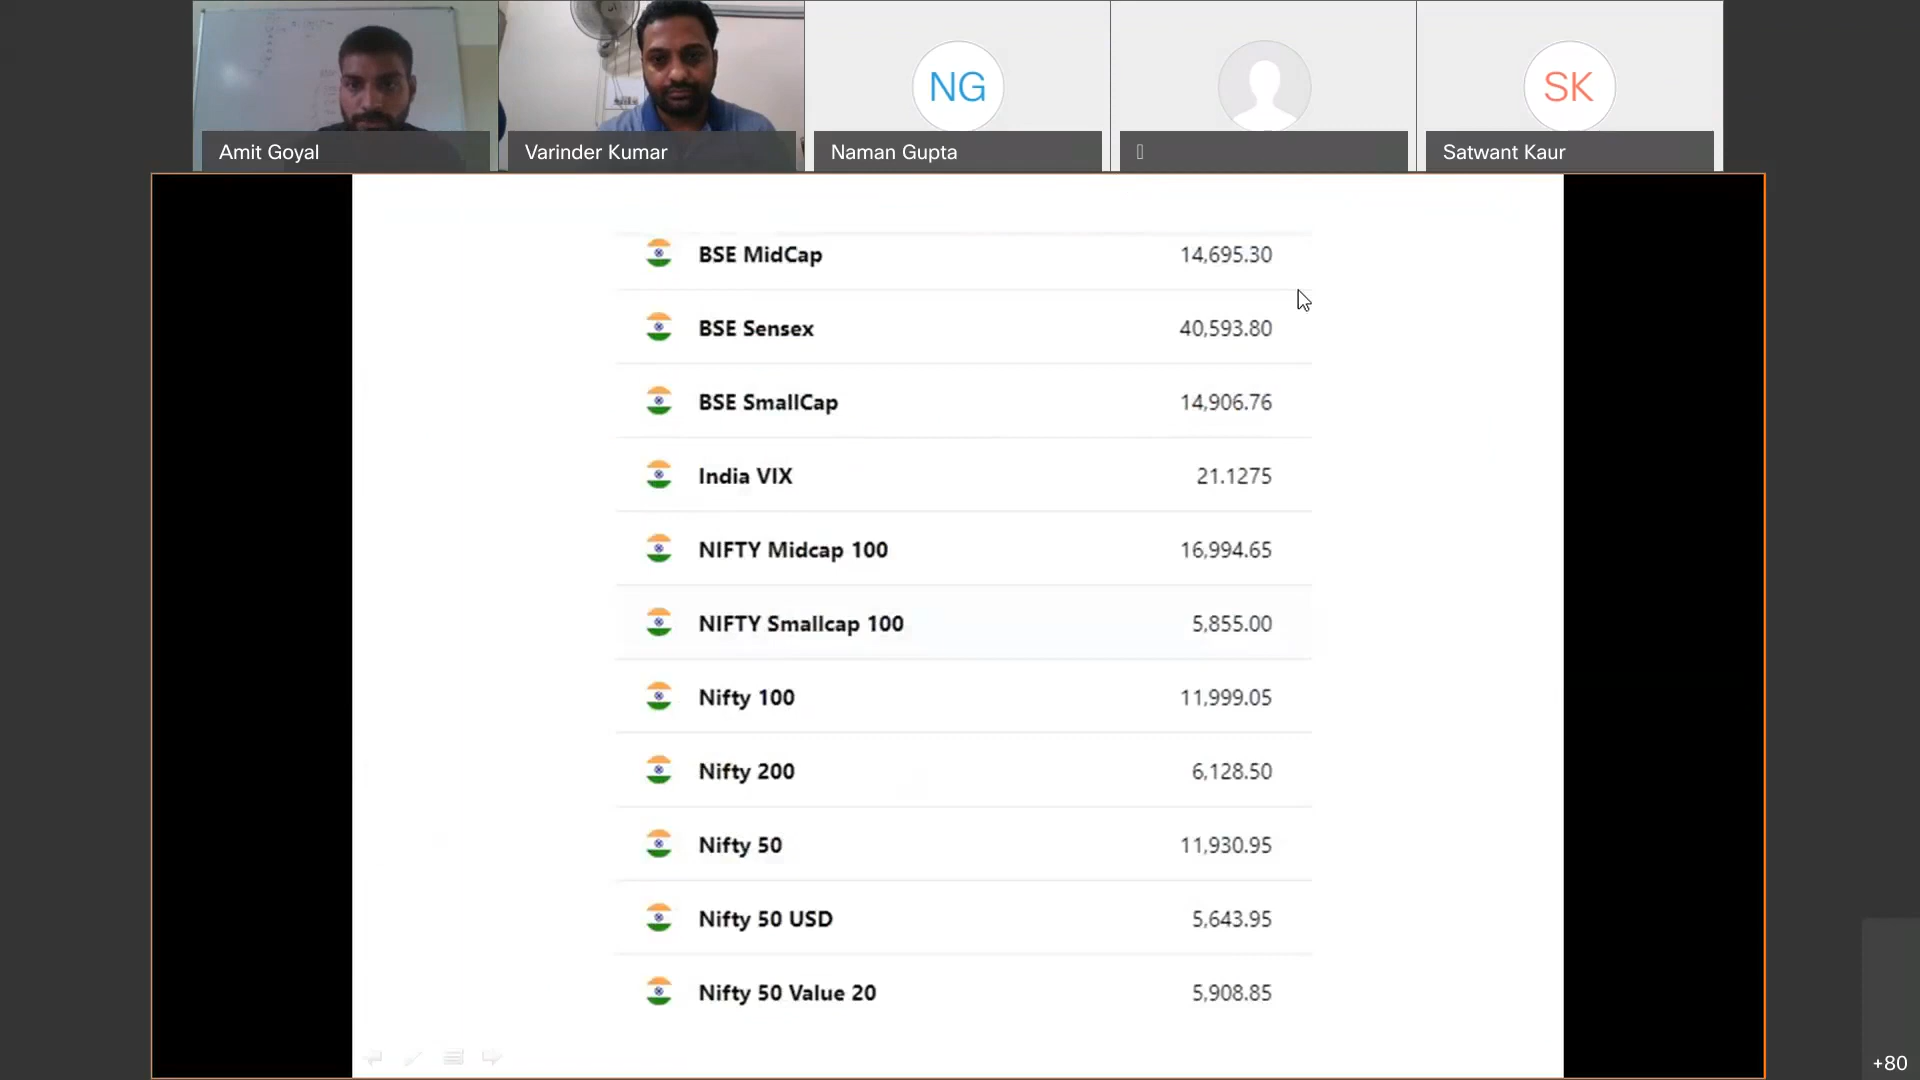 Amit Goyal
Varinder Kumar
NG
Naman Gupta
SK
Satwant Kaur
BSE MidCap 14,695.30
BSE Sensex 40,593.80
BSE SmallCap 14,906.76
India VIX 21.1275
NIFTY Midcap 100 16,994.65
NIFTY Smallcap 100 5,855.00
Nifty 100 11,999.05
Nifty 200 6,128.50
Nifty 50 11,930.95
Nifty 50 USD 5,643.95
Nifty 50 Value 20 5,908.85
+80